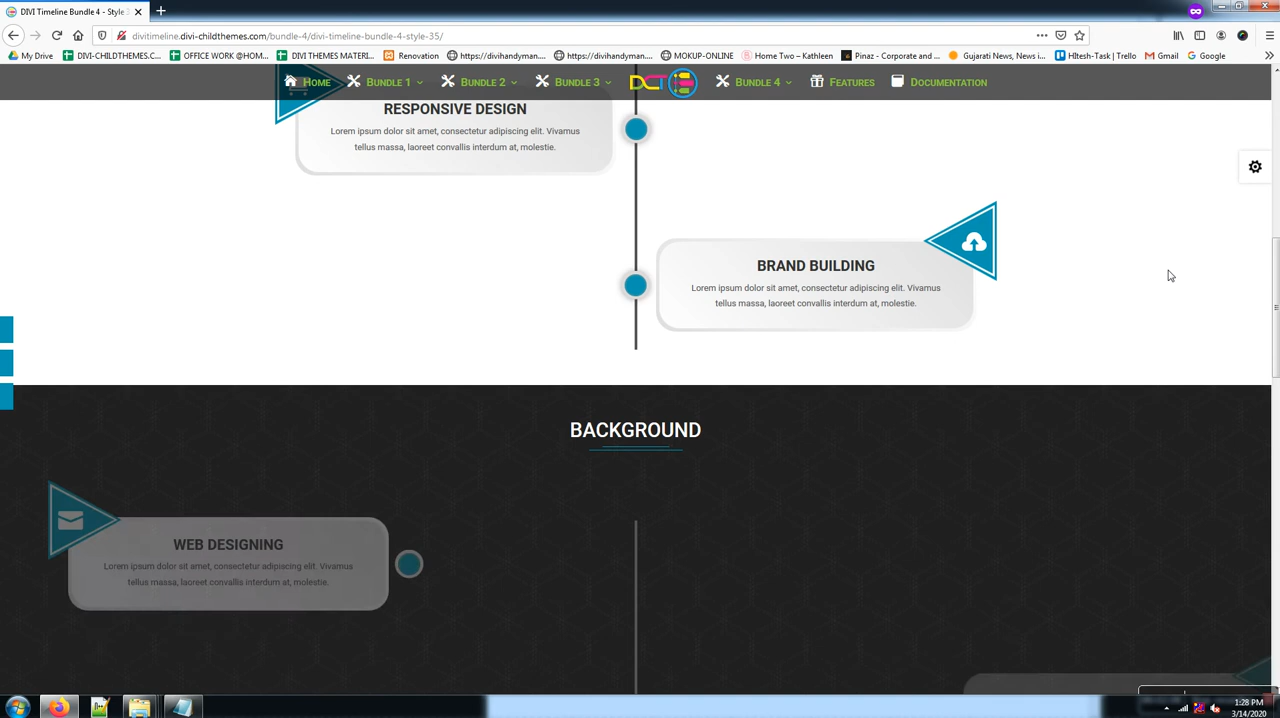 DIVI Timeline Bundle 4 - Style 3
divitimeline.divi-childthemes.com/bundle-4/divi-timeline-bundle-4-style-35/
My Drive
DIVI-CHILDTHEMES.C...
OFFICE WORK @HOM...
DIVI THEMES MATERI...
Renovation
https://divihandyman...
https://divihandyman...
MOKUP-ONLINE
Home Two – Kathleen
Pinaz - Corporate and ...
Gujarati News, News i...
HItesh-Task | Trello
Gmail
Google
HOME
BUNDLE 1
BUNDLE 2
BUNDLE 3
DCT
BUNDLE 4
FEATURES
DOCUMENTATION
RESPONSIVE DESIGN
Lorem ipsum dolor sit amet, consectetur adipiscing elit. Vivamus
tellus massa, laoreet convallis interdum at, molestie.
BRAND BUILDING
Lorem ipsum dolor sit amet, consectetur adipiscing elit. Vivamus
tellus massa, laoreet convallis interdum at, molestie.
BACKGROUND
WEB DESIGNING
Lorem ipsum dolor sit amet, consectetur adipiscing elit. Vivamus
tellus massa, laoreet convallis interdum at, molestie.
1:28 PM
3/14/2020